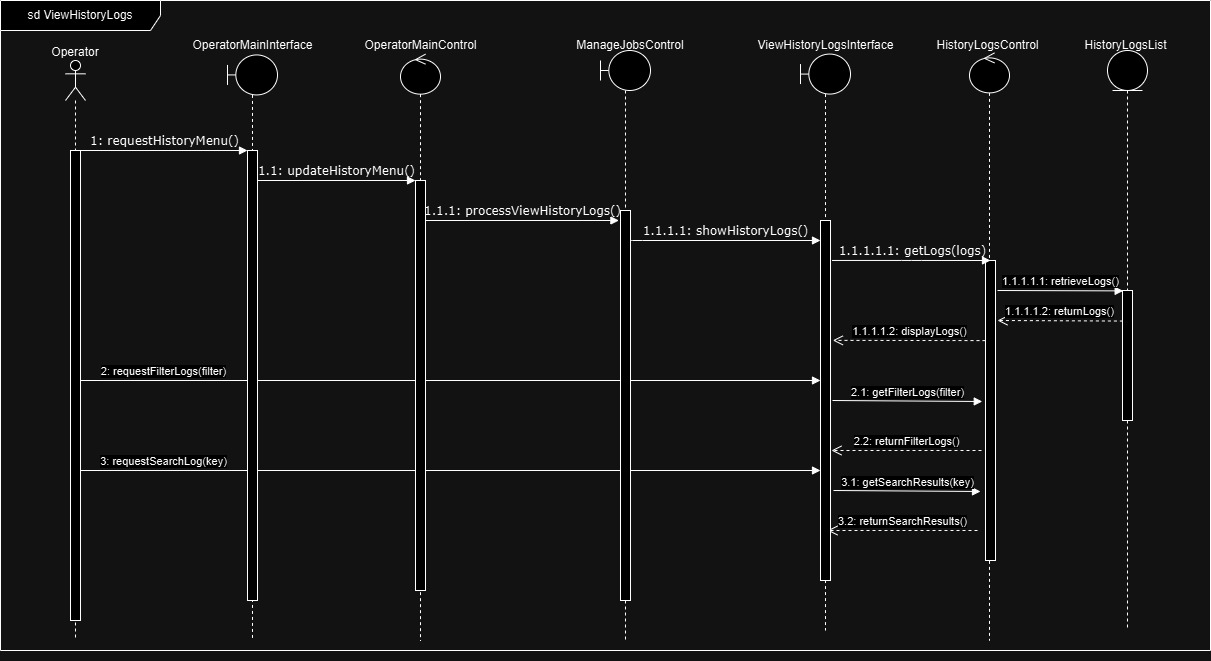 sd ViewHistoryLogs
Operator
OperatorMainInterface
OperatorMainControl
ManageJobsControl
ViewHistoryLogsInterface
HistoryLogsControl
HistoryLogsList
1: requestHistoryMenu()
1.1: updateHistoryMenu()
1.1.1: processViewHistoryLogs()
1.1.1.1: showHistoryLogs()
1.1.1.1.1: getLogs(logs)
1.1.1.1.1: retrieveLogs()
1.1.1.1.2: returnLogs()
1.1.1.1.2: displayLogs()
2: requestFilterLogs(filter)
2.1: getFilterLogs(filter)
2.2: returnFilterLogs()
3: requestSearchLog(key)
3.1: getSearchResults(key)
3.2: returnSearchResults()